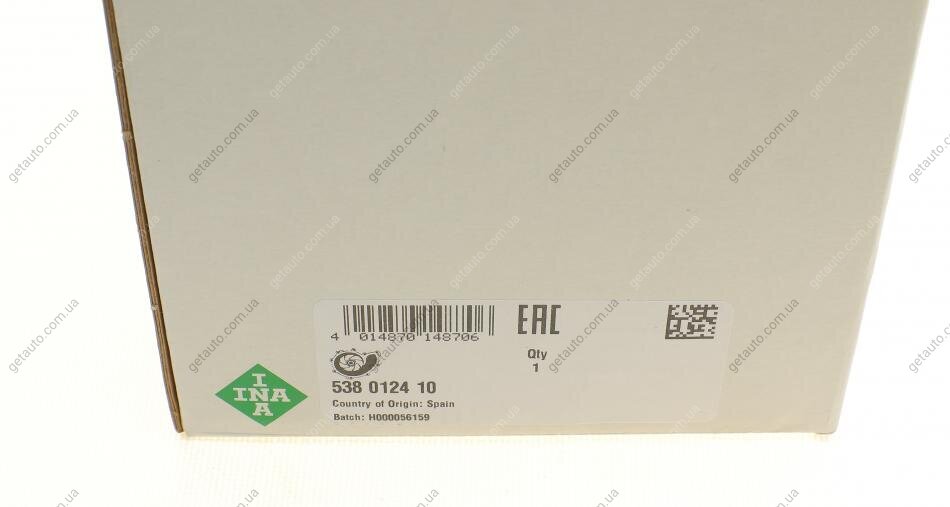 4 014870 148706
EAC
Qty
1
538 0124 10
Country of Origin: Spain
Batch: H000056159
INA
INA
getauto.com.ua